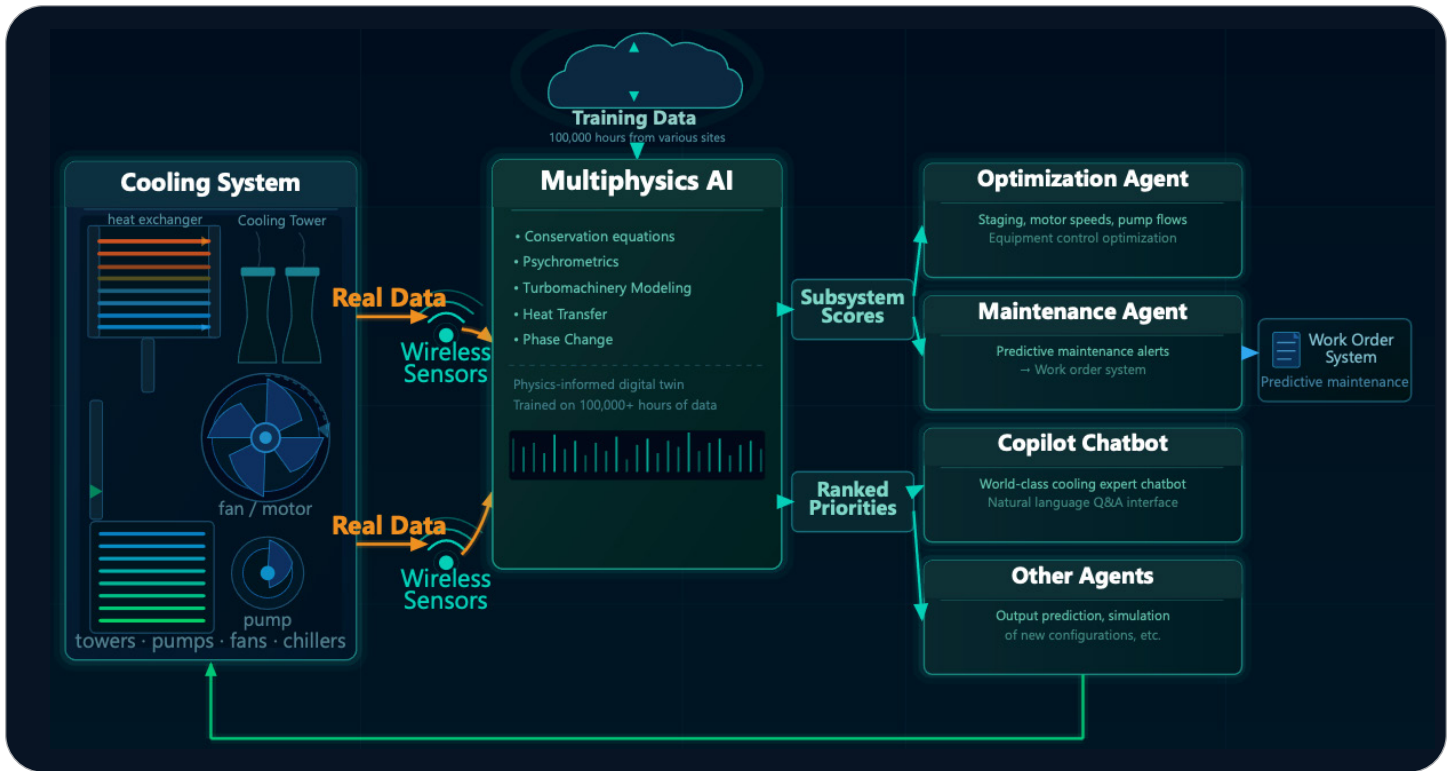 Training Data
100,000 hours from various sites
Cooling System
heat exchanger
Cooling Tower
fan / motor
pump
towers · pumps · fans · chillers
Real Data
Wireless
Sensors
Real Data
Wireless
Sensors
Multiphysics AI
• Conservation equations
• Psychrometrics
• Turbomachinery Modeling
• Heat Transfer
• Phase Change
Physics-informed digital twin
Trained on 100,000+ hours of data
Subsystem
Scores
Ranked
Priorities
Optimization Agent
Staging, motor speeds, pump flows
Equipment control optimization
Maintenance Agent
Predictive maintenance alerts
→ Work order system
Work Order
System
Predictive maintenance
Copilot Chatbot
World-class cooling expert chatbot
Natural language Q&A interface
Other Agents
Output prediction, simulation
of new configurations, etc.